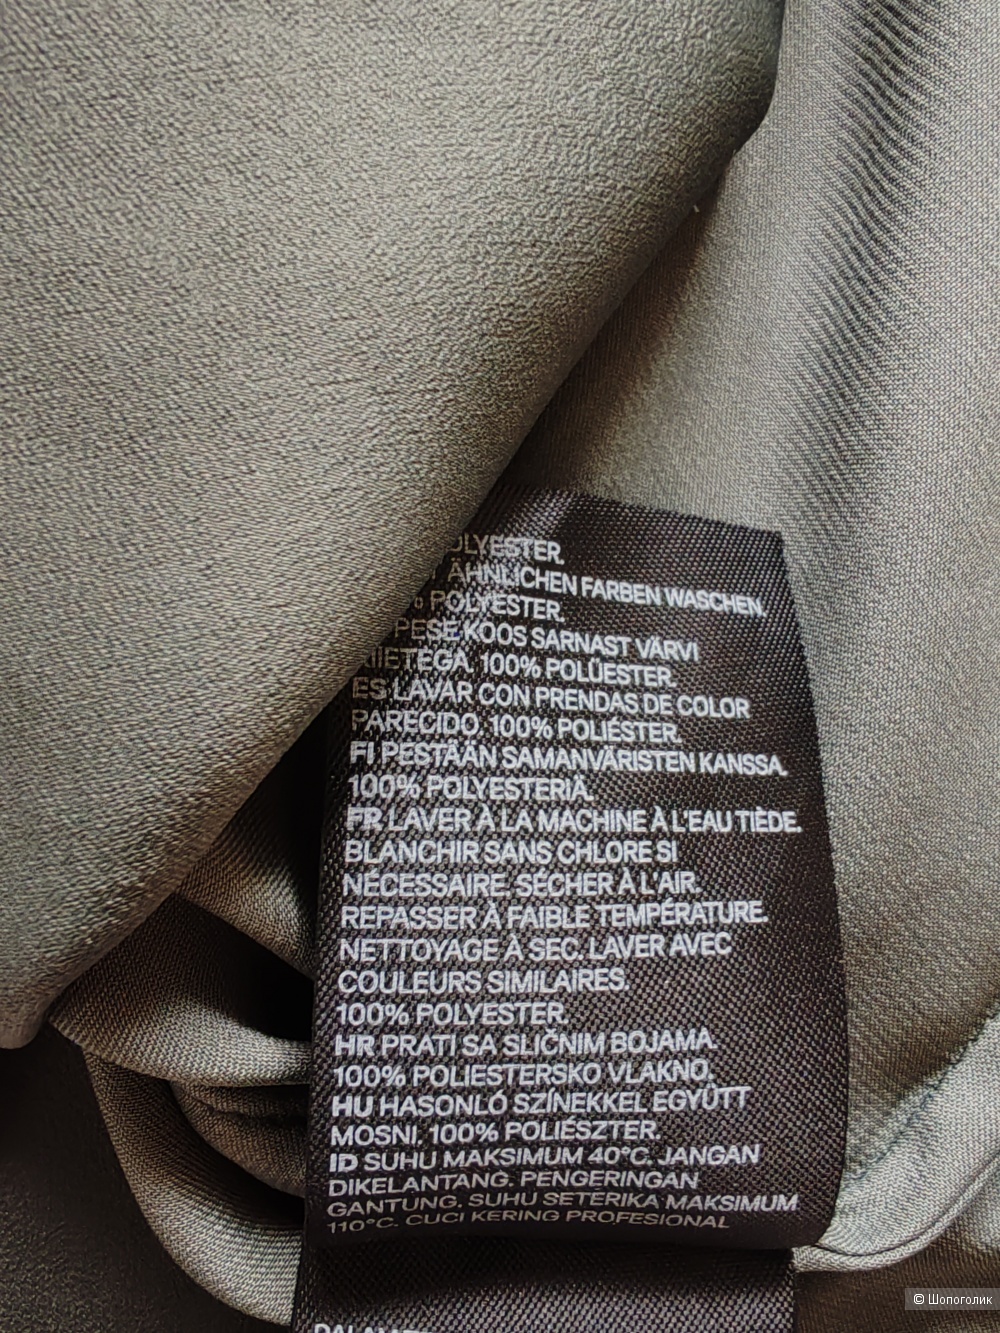 POLYESTER.
ÄHNLICHEN FARBEN WASCHEN.
% POLYESTER.
PESE KOOS SARNAST VÄRVI
RIIETEGA. 100% POLÜESTER.
ES LAVAR CON PRENDAS DE COLOR
PARECIDO. 100% POLIÉSTER.
FI PESTÄÄN SAMANVÄRISTEN KANSSA.
100% POLYESTERIÄ.
FR LAVER À LA MACHINE À L'EAU TIÈDE.
BLANCHIR SANS CHLORE SI
NÉCESSAIRE. SÉCHER À L'AIR.
REPASSER À FAIBLE TEMPÉRATURE.
NETTOYAGE À SEC. LAVER AVEC
COULEURS SIMILAIRES.
100% POLYESTER.
HR PRATI SA SLIČNIM BOJAMA.
100% POLIESTERSKO VLAKNO.
HU HASONLÓ SZÍNEKKEL EGYÜTT
MOSNI. 100% POLIÉSZTER.
ID SUHU MAKSIMUM 40°C. JANGAN
DIKELANTANG. PENGERINGAN
GANTUNG. SUHU SETERIKA MAKSIMUM
110°C. CUCI KERING PROFESIONAL
© Шопоголик